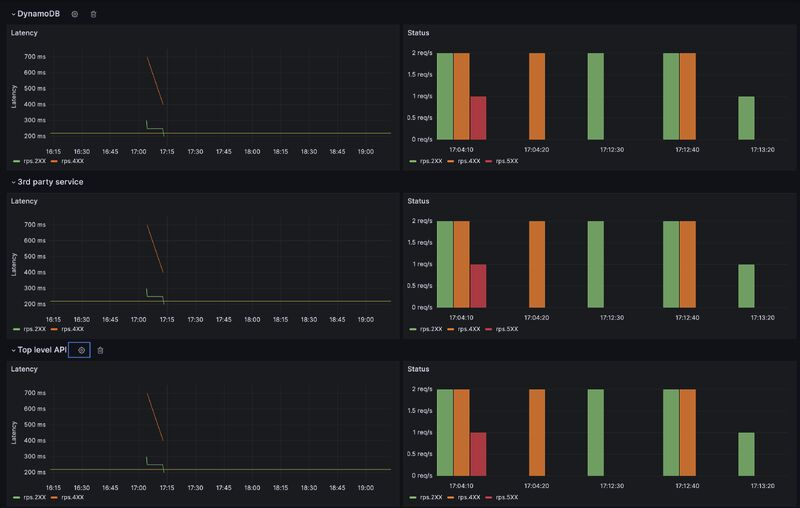 DynamoDB
Latency
700 ms
600 ms
500 ms
400 ms
300 ms
200 ms
Latency
16:15 16:30 16:45 17:00 17:15 17:30 17:45 18:00 18:15 18:30 18:45 19:00
rps.2XX rps.4XX
Status
2 req/s
1.5 req/s
1 req/s
0.5 req/s
0 req/s
17:04:10 17:04:20 17:12:30 17:12:40 17:13:20
rps.2XX rps.4XX rps.5XX
3rd party service
Latency
700 ms
600 ms
500 ms
400 ms
300 ms
200 ms
Latency
16:15 16:30 16:45 17:00 17:15 17:30 17:45 18:00 18:15 18:30 18:45 19:00
rps.2XX rps.4XX
Status
2 req/s
1.5 req/s
1 req/s
0.5 req/s
0 req/s
17:04:10 17:04:20 17:12:30 17:12:40 17:13:20
rps.2XX rps.4XX rps.5XX
Top level API
Latency
700 ms
600 ms
500 ms
400 ms
300 ms
200 ms
Latency
16:15 16:30 16:45 17:00 17:15 17:30 17:45 18:00 18:15 18:30 18:45 19:00
rps.2XX rps.4XX
Status
2 req/s
1.5 req/s
1 req/s
0.5 req/s
0 req/s
17:04:10 17:04:20 17:12:30 17:12:40 17:13:20
rps.2XX rps.4XX rps.5XX